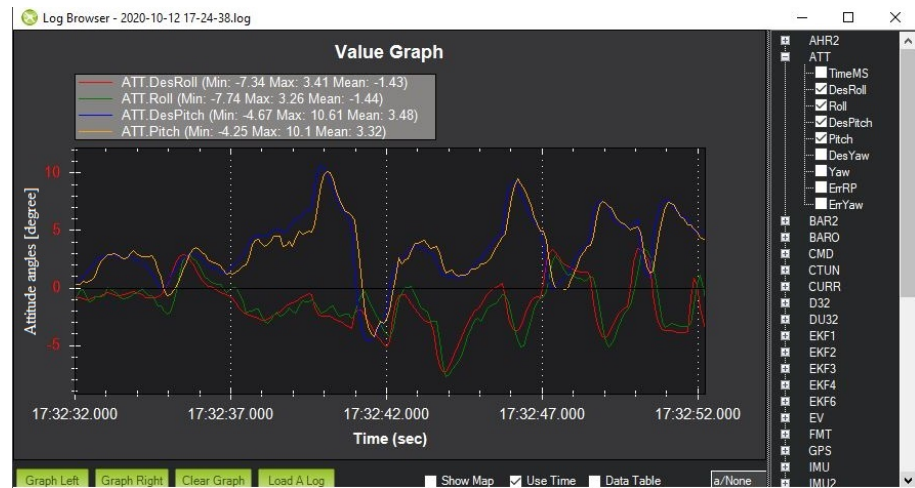 Log Browser - 2020-10-12 17-24-38.log
Value Graph
ATT.DesRoll (Min: -7.34 Max: 3.41 Mean: -1.43)
ATT.Roll (Min: -7.74 Max: 3.26 Mean: -1.44)
ATT.DesPitch (Min: -4.67 Max: 10.61 Mean: 3.48)
ATT.Pitch (Min: -4.25 Max: 10.1 Mean: 3.32)
Attitude angles [degree]
10
5
0
-5
17:32:32.000 17:32:37.000 17:32:42.000 17:32:47.000 17:32:52.000
Time (sec)
Graph Left Graph Right Clear Graph Load A Log Show Map Use Time Data Table a/None
AHR2
ATT
TimeMS
DesRoll
Roll
DesPitch
Pitch
DesYaw
Yaw
ErrRP
ErrYaw
BAR2
BARO
CMD
CTUN
CURR
D32
DU32
EKF1
EKF2
EKF3
EKF4
EKF6
EV
FMT
GPS
IMU
IMU2